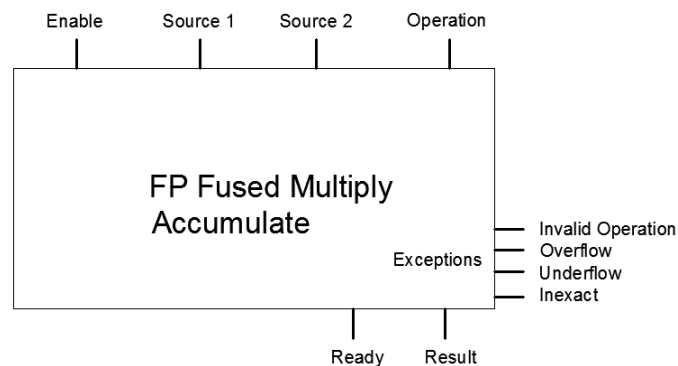 Enable Source 1 Source 2 Operation
FP Fused Multiply
Accumulate
Invalid Operation
Overflow
Exceptions
Underflow
Inexact
Ready Result